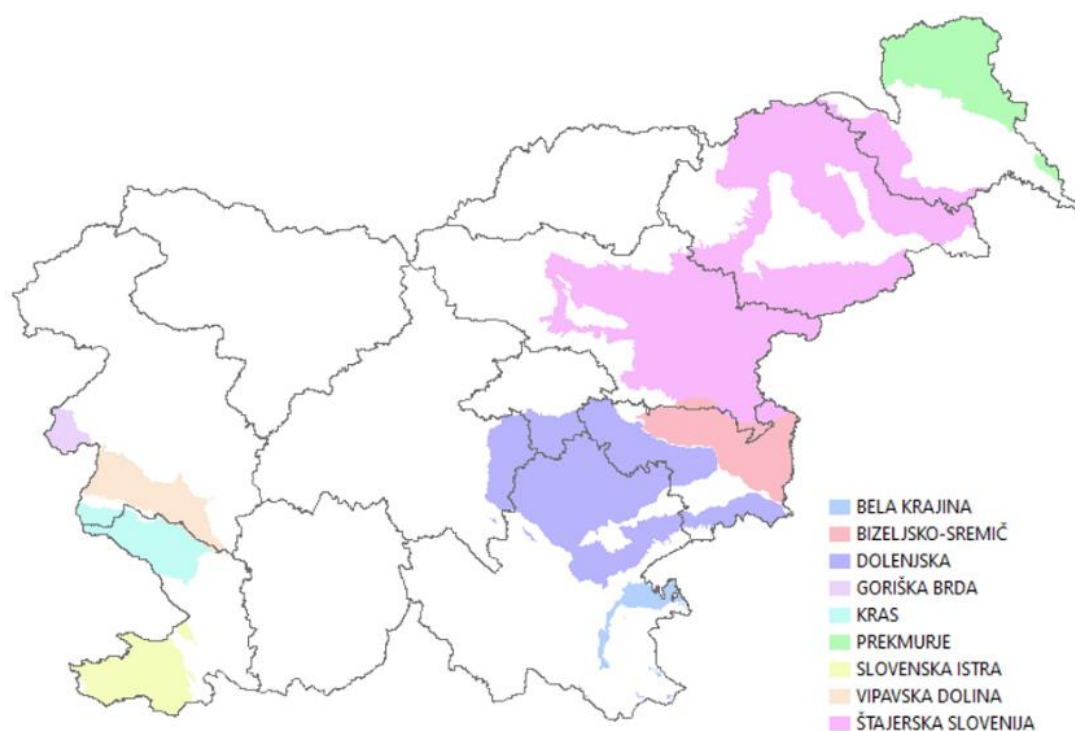 BELA KRAJINA
BIZELJSKO-SREMIČ
DOLENJSKA
GORIŠKA BRDA
KRAS
PREKMURJE
SLOVENSKA ISTRA
VIPAVSKA DOLINA
ŠTAJERSKA SLOVENIJA